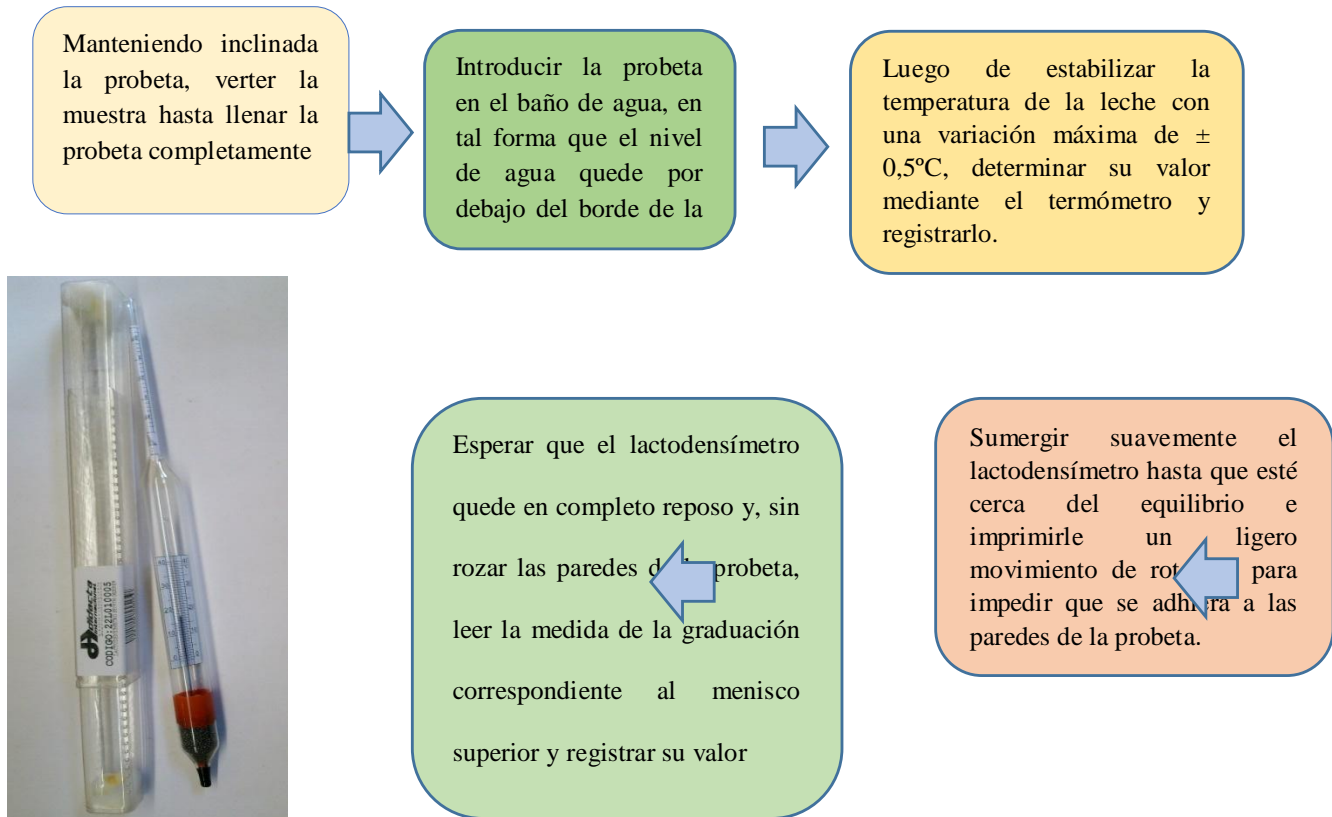 Manteniendo inclinada
la probeta, verter la
muestra hasta llenar la
probeta completamente
Introducir la probeta
en el baño de agua, en
tal forma que el nivel
de agua quede por
debajo del borde de la
Luego de estabilizar la
temperatura de la leche con
una variación máxima de ±
0,5ºC, determinar su valor
mediante el termómetro y
registrarlo.
Sumergir suavemente el
lactodensímetro hasta que esté
cerca del equilibrio e
imprimirle un ligero
movimiento de para
impedir que se adhiera a las
paredes de la probeta.
Esperar que el lactodensímetro
quede en completo reposo y, sin
rozar las paredes probeta,
leer la medida de la graduación
correspondiente al menisco
superior y registrar su valor
CODIGO:221010005